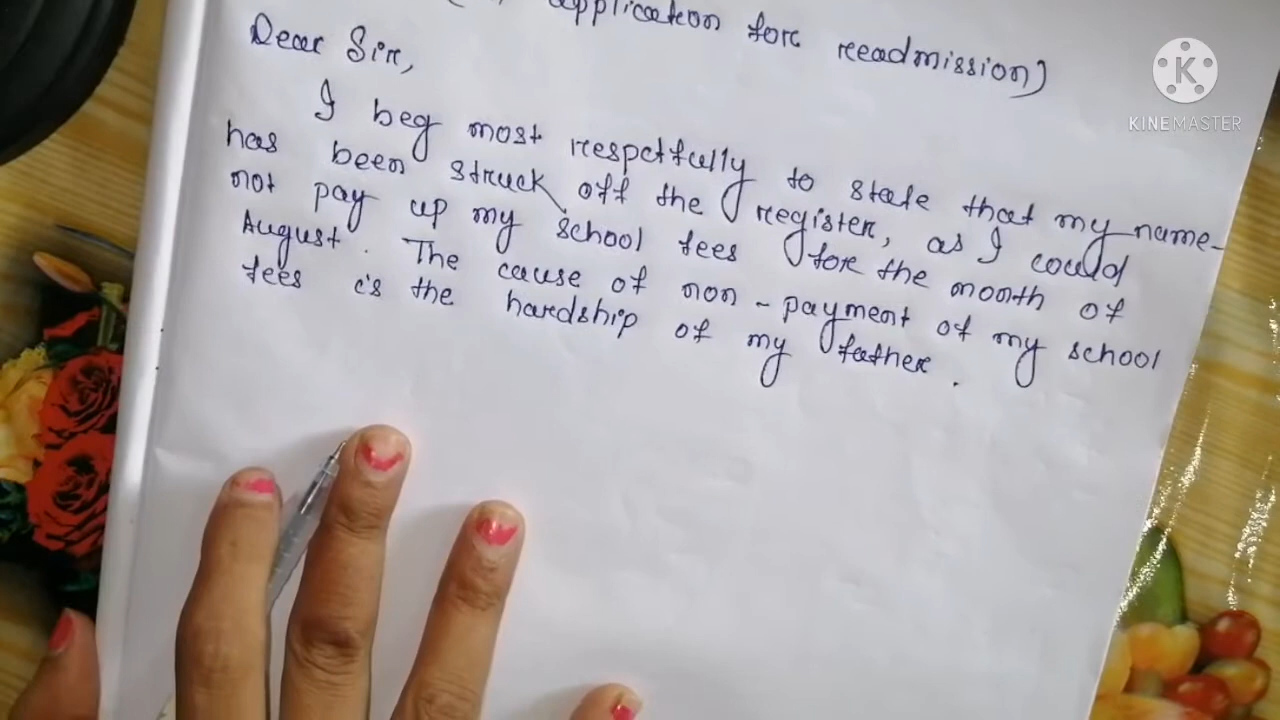 application for readmission)
Dear Sir,
I beg most respctfully to state that my name
has been struck off the register, as I could
not pay up my school fees for the month of
August. The cause of non-payment of my school
fees is the hardship of my father.
K
KINEMASTER